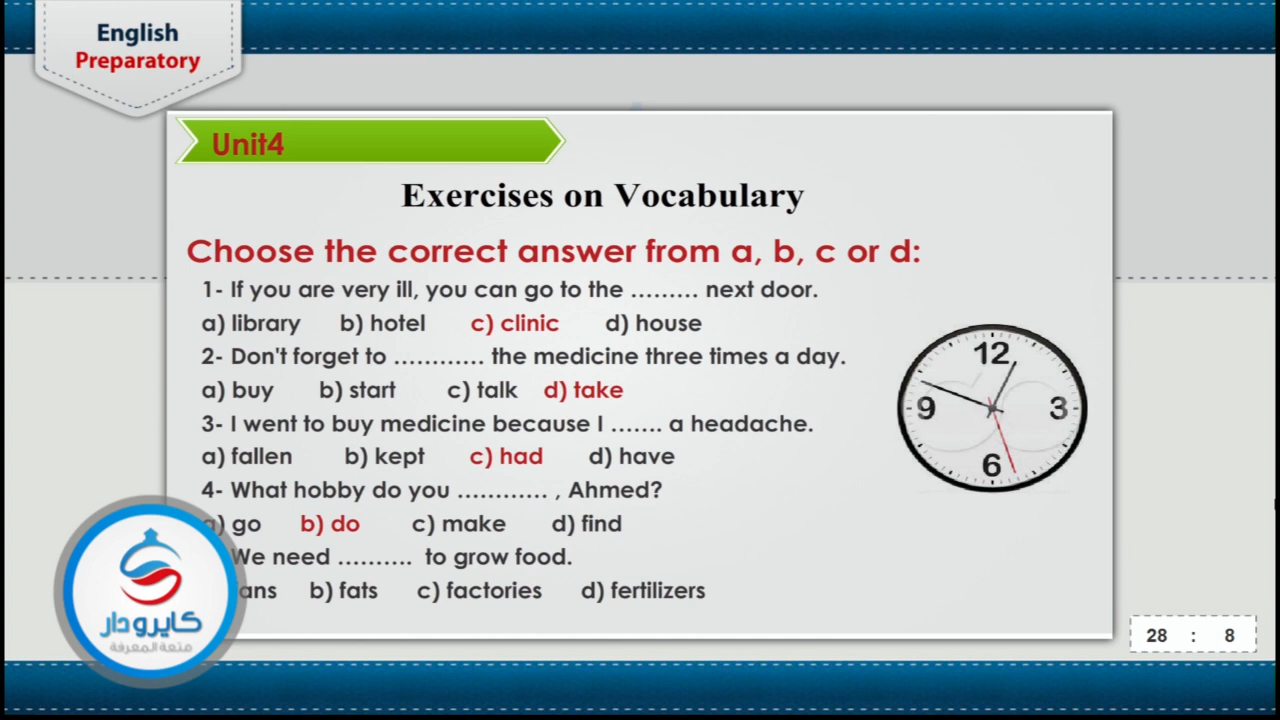 English
Preparatory
Unit4
Exercises on Vocabulary
Choose the correct answer from a, b, c or d:
1- If you are very ill, you can go to the ......... next door.
a) library b) hotel c) clinic d) house
2- Don't forget to ............ the medicine three times a day.
a) buy b) start c) talk d) take
3- I went to buy medicine because I ....... a headache.
a) fallen b) kept c) had d) have
4- What hobby do you ............ , Ahmed?
a) go b) do c) make d) find
We need .......... to grow food.
b) fats c) factories d) fertilizers
12
9
3
6
كايرودار
متعة المعرفة
28 : 8